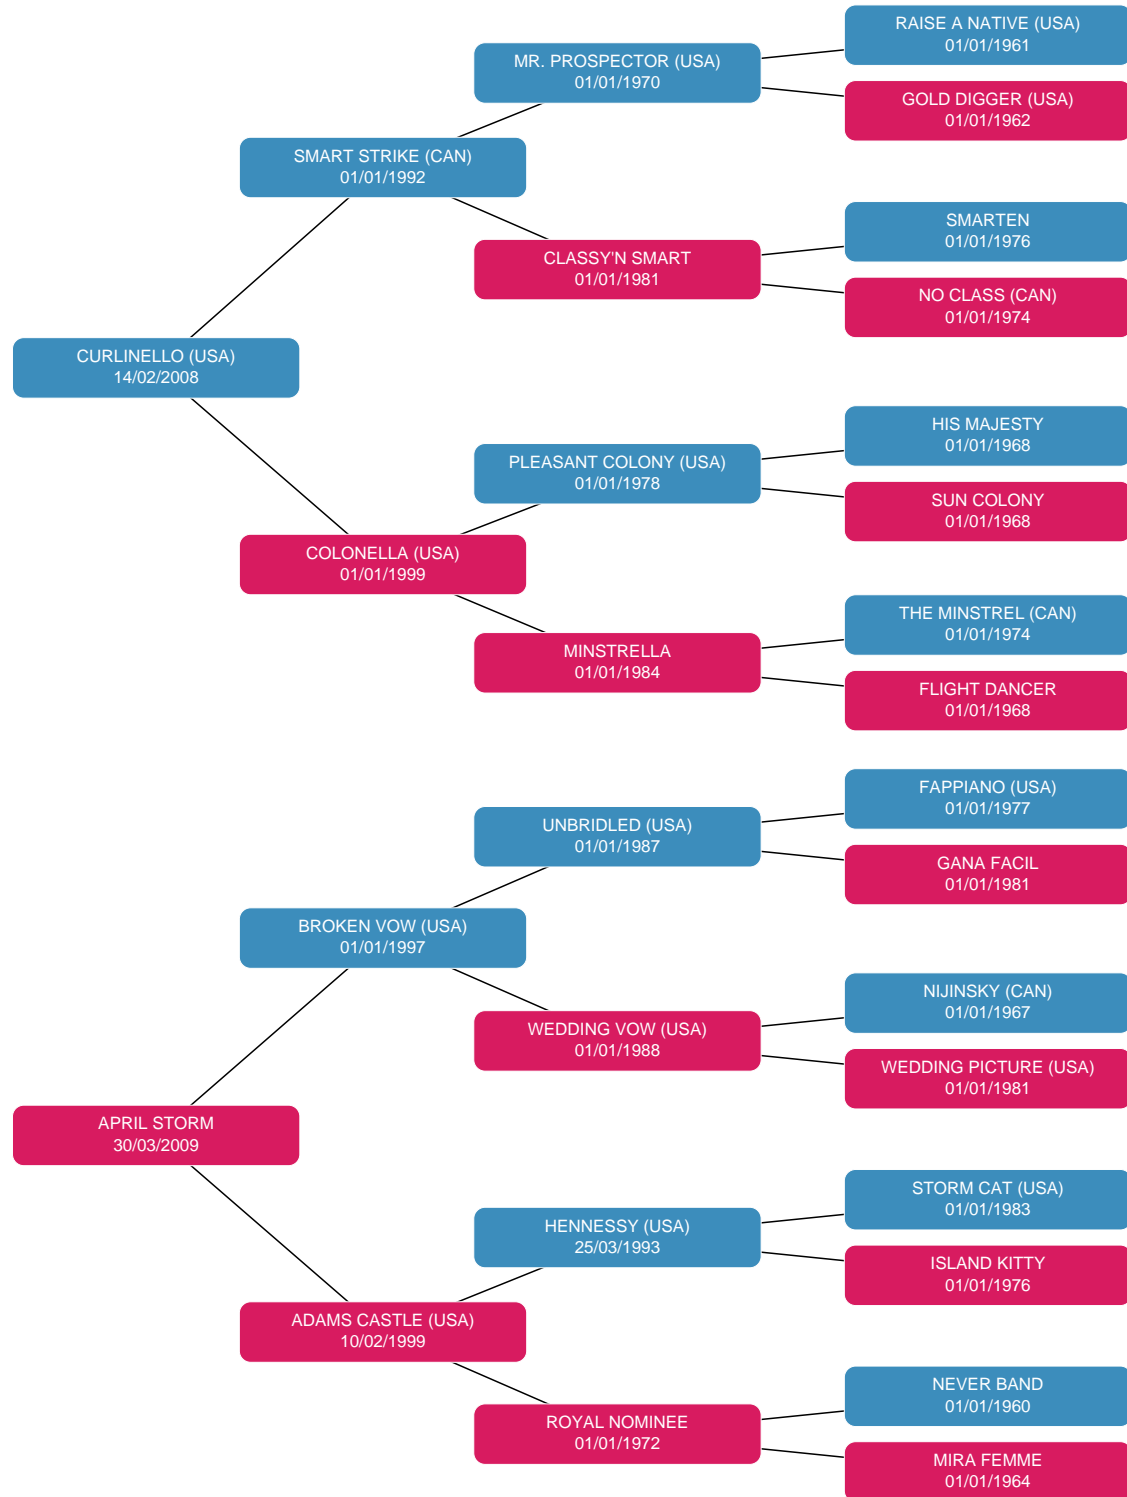 RAISE A NATIVE (USA)
01/01/1961
MR. PROSPECTOR (USA)
01/01/1970
GOLD DIGGER (USA)
01/01/1962
SMART STRIKE (CAN)
01/01/1992
SMARTEN
01/01/1976
CLASSY'N SMART
01/01/1981
NO CLASS (CAN)
01/01/1974
CURLINELLO (USA)
14/02/2008
HIS MAJESTY
01/01/1968
PLEASANT COLONY (USA)
01/01/1978
SUN COLONY
01/01/1968
COLONELLA (USA)
01/01/1999
THE MINSTREL (CAN)
01/01/1974
MINSTRELLA
01/01/1984
FLIGHT DANCER
01/01/1968
FAPPIANO (USA)
01/01/1977
UNBRIDLED (USA)
01/01/1987
GANA FACIL
01/01/1981
BROKEN VOW (USA)
01/01/1997
NIJINSKY (CAN)
01/01/1967
WEDDING VOW (USA)
01/01/1988
WEDDING PICTURE (USA)
01/01/1981
APRIL STORM
30/03/2009
STORM CAT (USA)
01/01/1983
HENNESSY (USA)
25/03/1993
ISLAND KITTY
01/01/1976
ADAMS CASTLE (USA)
10/02/1999
NEVER BAND
01/01/1960
ROYAL NOMINEE
01/01/1972
MIRA FEMME
01/01/1964